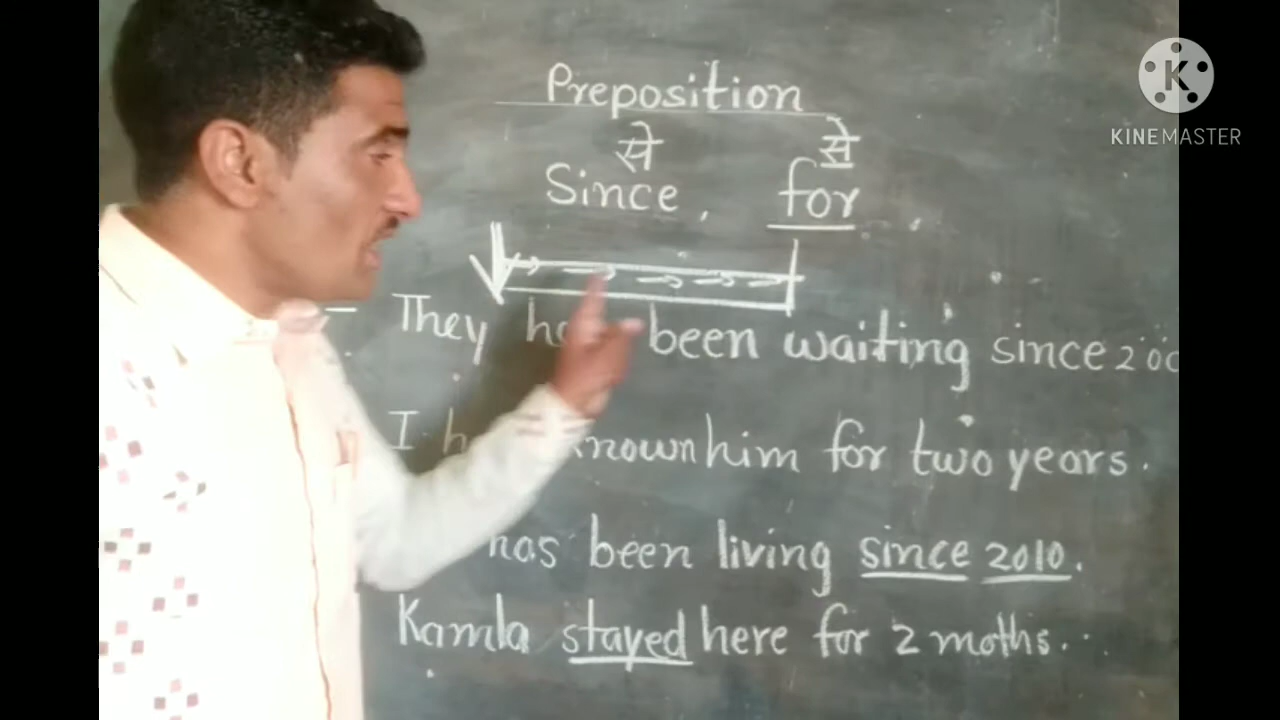 Preposition
से से
Since, for
They been waiting since
I him for two years.
has been living since 2010.
Kamla stayed here for 2 moths.
KINEMASTER